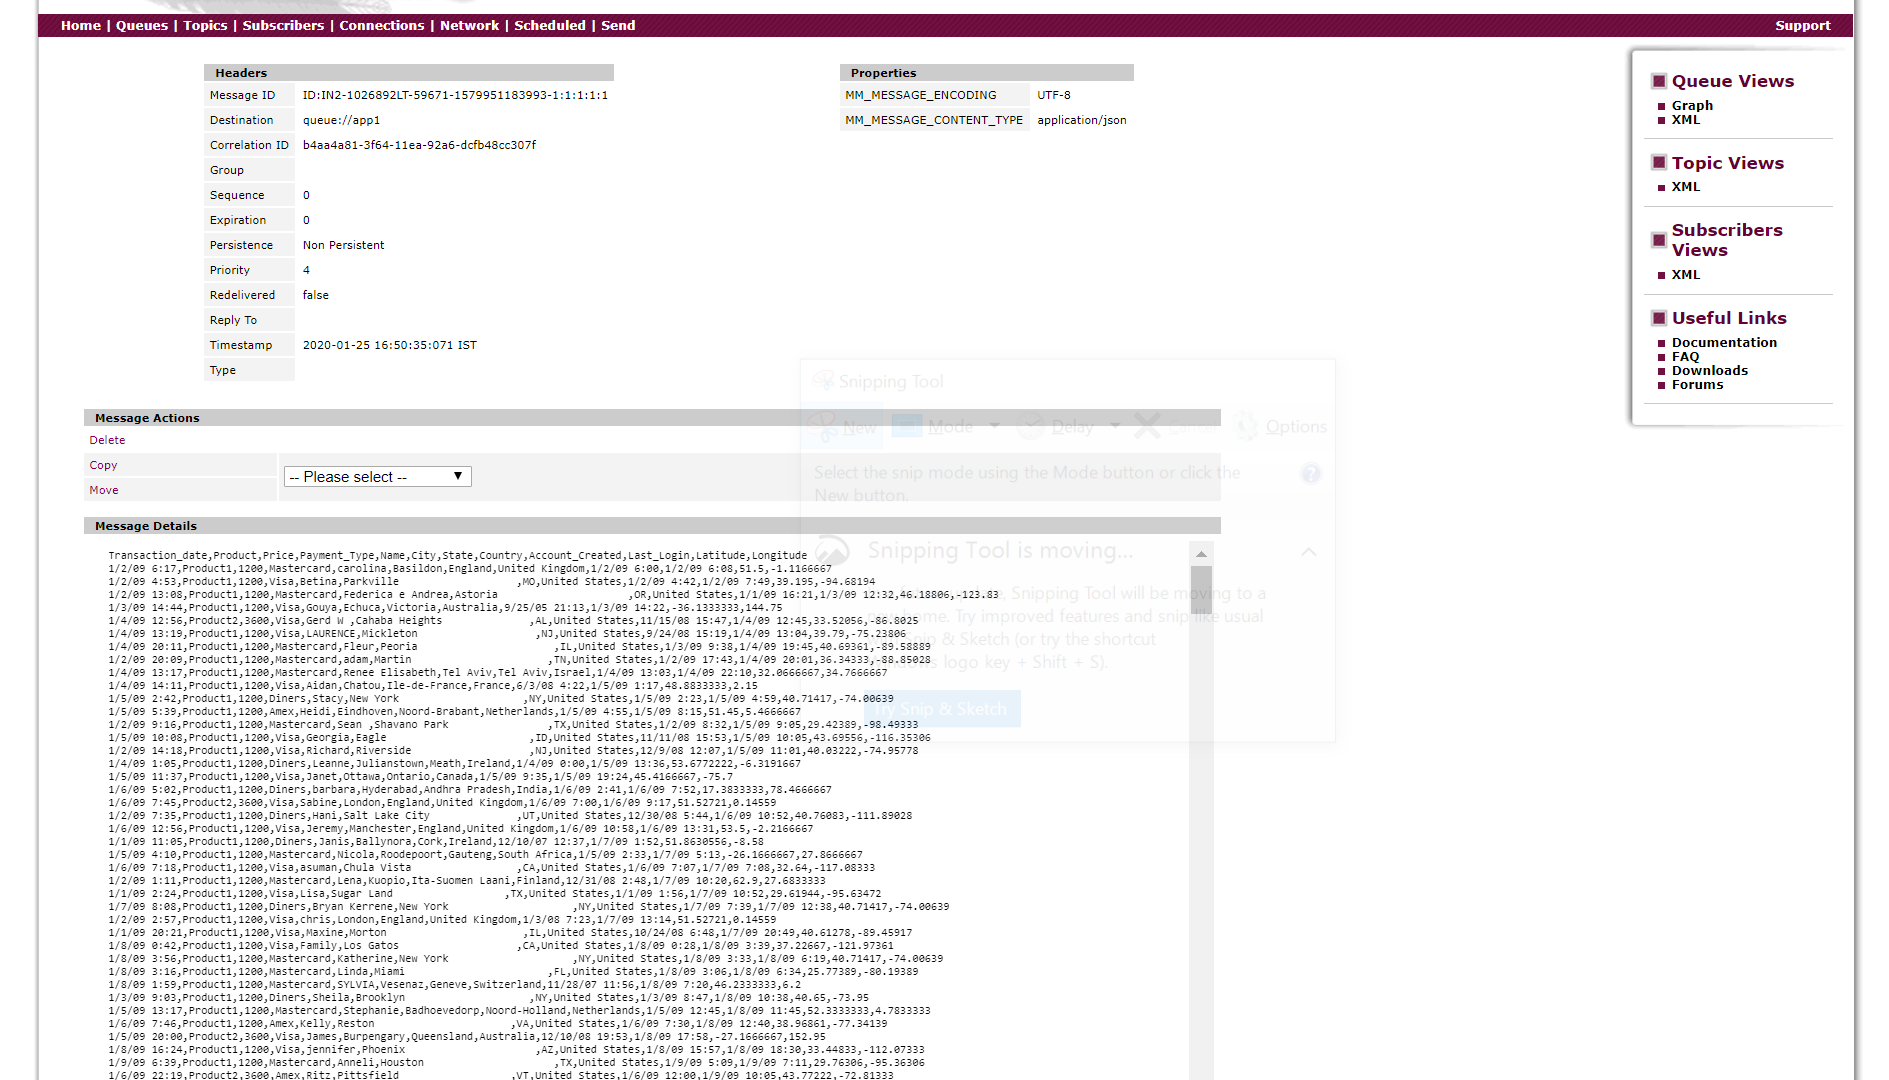 Home | Queues | Topics | Subscribers | Connections | Network | Scheduled | Send
Support
Headers
Message ID ID:IN2-1026892LT-59671-1579951183993-1:1:1:1:1
Destination queue://app1
Correlation ID b4aa4a81-3f64-11ea-92a6-dcfb48cc307f
Group
Sequence 0
Expiration 0
Persistence Non Persistent
Priority 4
Redelivered false
Reply To
Timestamp 2020-01-25 16:50:35:071 IST
Type
Properties
MM_MESSAGE_ENCODING UTF-8
MM_MESSAGE_CONTENT_TYPE application/json
Queue Views
Graph
XML
Topic Views
XML
Subscribers
Views
XML
Useful Links
Documentation
FAQ
Downloads
Forums
Message Actions
Delete
Copy
Move
-- Please select --
Snipping Tool
New Mode Delay Options
Select the snip mode using the Mode button or click the
New button.
Snipping Tool is moving...
Snipping Tool will be moving to a
new home. Try improved features and snip like usual
Snip & Sketch (or try the shortcut
Windows logo key + Shift + S).
Try Snip & Sketch
Message Details
Transaction_date,Product,Price,Payment_Type,Name,City,State,Country,Account_Created,Last_Login,Latitude,Longitude
1/2/09 6:17,Product1,1200,Mastercard,carolina,Basildon,England,United Kingdom,1/2/09 6:00,1/2/09 6:08,51.5,-1.1166667
1/2/09 4:53,Product1,1200,Visa,Betina,Parkville ,MO,United States,1/2/09 4:42,1/2/09 7:49,39.195,-94.68194
1/2/09 13:08,Product1,1200,Mastercard,Federica e Andrea,Astoria ,OR,United States,1/1/09 16:21,1/3/09 12:32,46.18806,-123.83
1/3/09 14:44,Product1,1200,Visa,Gouya,Echuca,Victoria,Australia,9/25/05 21:13,1/3/09 14:22,-36.1333333,144.75
1/4/09 12:56,Product2,3600,Visa,Gerd W ,Cahaba Heights ,AL,United States,11/15/08 15:47,1/4/09 12:45,33.52056,-86.8025
1/4/09 13:19,Product1,1200,Visa,LAURENCE,Mickleton ,NJ,United States,9/24/08 15:19,1/4/09 13:04,39.79,-75.23806
1/4/09 20:11,Product1,1200,Mastercard,Fleur,Peoria ,IL,United States,1/3/09 9:38,1/4/09 19:45,40.69361,-89.58889
1/2/09 20:09,Product1,1200,Mastercard,adam,Martin ,TN,United States,1/2/09 17:43,1/4/09 20:01,36.34333,-88.85028
1/4/09 13:17,Product1,1200,Mastercard,Renee Elisabeth,Tel Aviv,Tel Aviv,Israel,1/4/09 13:03,1/4/09 22:10,32.0666667,34.7666667
1/4/09 14:11,Product1,1200,Visa,Aidan,Chatou,Ile-de-France,France,6/3/08 4:22,1/5/09 1:17,48.8833333,2.15
1/5/09 2:42,Product1,1200,Diners,Stacy,New York ,NY,United States,1/5/09 2:23,1/5/09 4:59,40.71417,-74.00639
1/5/09 5:39,Product1,1200,Amex,Heidi,Eindhoven,Noord-Brabant,Netherlands,1/5/09 4:55,1/5/09 8:15,51.45,5.4666667
1/2/09 9:16,Product1,1200,Mastercard,Sean ,Shavano Park ,TX,United States,1/2/09 8:32,1/5/09 9:05,29.42389,-98.49333
1/5/09 10:08,Product1,1200,Visa,Georgia,Eagle ,ID,United States,11/11/08 15:53,1/5/09 10:05,43.69556,-116.35306
1/2/09 14:18,Product1,1200,Visa,Richard,Riverside ,NJ,United States,12/9/08 12:07,1/5/09 11:01,40.03222,-74.95778
1/4/09 1:05,Product1,1200,Diners,Leanne,Julianstown,Meath,Ireland,1/4/09 0:00,1/5/09 13:36,53.6772222,-6.3191667
1/5/09 11:37,Product1,1200,Visa,Janet,Ottawa,Ontario,Canada,1/5/09 9:35,1/5/09 19:24,45.4166667,-75.7
1/6/09 5:02,Product1,1200,Diners,barbara,Hyderabad,Andhra Pradesh,India,1/6/09 2:41,1/6/09 7:52,17.3833333,78.4666667
1/6/09 7:45,Product2,3600,Visa,Sabine,London,England,United Kingdom,1/6/09 7:00,1/6/09 9:17,51.52721,0.14559
1/2/09 7:35,Product1,1200,Diners,Hani,Salt Lake City ,UT,United States,12/30/08 5:44,1/6/09 10:52,40.76083,-111.89028
1/6/09 12:56,Product1,1200,Visa,Jeremy,Manchester,England,United Kingdom,1/6/09 10:58,1/6/09 13:31,53.5,-2.2166667
1/1/09 11:05,Product1,1200,Diners,Janis,Ballynora,Cork,Ireland,12/10/07 12:37,1/7/09 1:52,51.8630556,-8.58
1/5/09 4:10,Product1,1200,Mastercard,Nicola,Roodepoort,Gauteng,South Africa,1/5/09 2:33,1/7/09 5:13,-26.1666667,27.8666667
1/6/09 7:18,Product1,1200,Visa,asuman,Chula Vista ,CA,United States,1/6/09 7:07,1/7/09 7:08,32.64,-117.08333
1/2/09 1:11,Product1,1200,Mastercard,Lena,Kuopio,Ita-Suomen Laani,Finland,12/31/08 2:48,1/7/09 10:20,62.9,27.6833333
1/1/09 2:24,Product1,1200,Visa,Lisa,Sugar Land ,TX,United States,1/1/09 1:56,1/7/09 10:52,29.61944,-95.63472
1/7/09 8:08,Product1,1200,Diners,Bryan Kerrene,New York ,NY,United States,1/7/09 7:39,1/7/09 12:38,40.71417,-74.00639
1/2/09 2:57,Product1,1200,Visa,chris,London,England,United Kingdom,1/3/08 7:23,1/7/09 13:14,51.52721,0.14559
1/1/09 20:21,Product1,1200,Visa,Maxine,Morton ,IL,United States,10/24/08 6:48,1/7/09 20:49,40.61278,-89.45917
1/8/09 0:42,Product1,1200,Visa,Family,Los Gatos ,CA,United States,1/8/09 0:28,1/8/09 3:39,37.22667,-121.97361
1/8/09 3:56,Product1,1200,Mastercard,Katherine,New York ,NY,United States,1/8/09 3:33,1/8/09 6:19,40.71417,-74.00639
1/8/09 3:16,Product1,1200,Mastercard,Linda,Miami ,FL,United States,1/8/09 3:06,1/8/09 6:34,25.77389,-80.19389
1/8/09 1:59,Product1,1200,Mastercard,SYLVIA,Vesenaz,Geneve,Switzerland,11/28/07 11:56,1/8/09 7:20,46.2333333,6.2
1/3/09 9:03,Product1,1200,Diners,Sheila,Brooklyn ,NY,United States,1/3/09 8:47,1/8/09 10:38,40.65,-73.95
1/5/09 13:17,Product1,1200,Mastercard,Stephanie,Badhoevedorp,Noord-Holland,Netherlands,1/5/09 12:45,1/8/09 11:45,52.3333333,4.7833333
1/6/09 7:46,Product1,1200,Amex,Kelly,Reston ,VA,United States,1/6/09 7:30,1/8/09 12:40,38.96861,-77.34139
1/5/09 20:00,Product2,3600,Visa,James,Burpengary,Queensland,Australia,12/10/08 19:53,1/8/09 17:58,-27.1666667,152.95
1/8/09 16:24,Product1,1200,Visa,jennifer,Phoenix ,AZ,United States,1/8/09 15:57,1/8/09 18:30,33.44833,-112.07333
1/9/09 6:39,Product1,1200,Mastercard,Anneli,Houston ,TX,United States,1/9/09 5:09,1/9/09 7:11,29.76306,-95.36306
1/6/09 22:19,Product2,3600,Amex,Ritz,Pittsfield ,VT,United States,1/6/09 12:00,1/9/09 10:05,43.77222,-72.81333